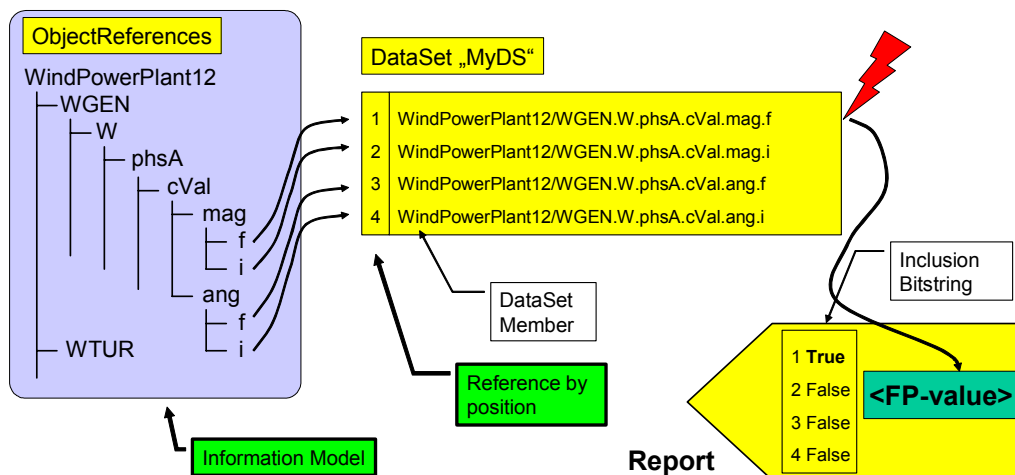 ObjectReferences
WindPowerPlant12
WGEN
W
phsA
cVal
mag
f
i
ang
f
i
WTUR
Information Model
DataSet „MyDS“
1 WindPowerPlant12/WGEN.W.phsA.cVal.mag.f
2 WindPowerPlant12/WGEN.W.phsA.cVal.mag.i
3 WindPowerPlant12/WGEN.W.phsA.cVal.ang.f
4 WindPowerPlant12/WGEN.W.phsA.cVal.ang.i
DataSet
Member
Reference by
position
Inclusion
Bitstring
1 True
2 False
3 False
4 False
<FP-value>
Report